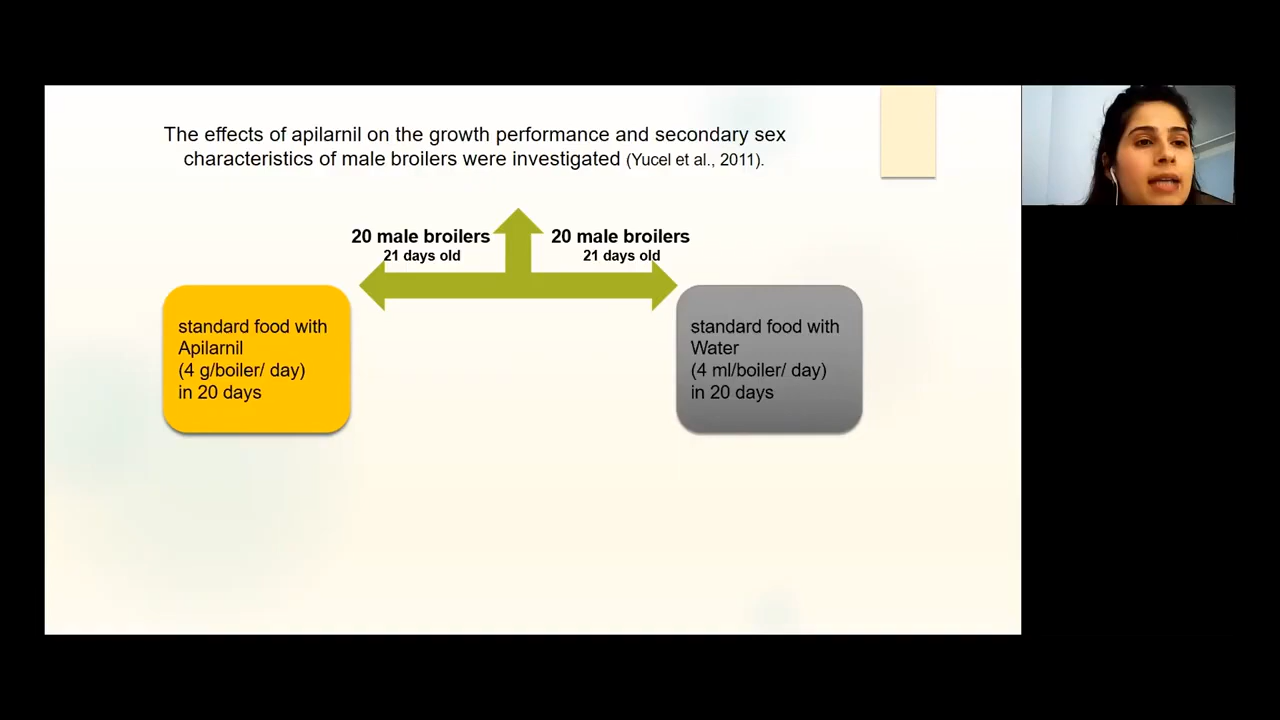 The effects of apilarnil on the growth performance and secondary sex
characteristics of male broilers were investigated (Yucel et al., 2011).
20 male broilers
21 days old
20 male broilers
21 days old
standard food with
Apilarnil
(4 g/boiler/ day)
in 20 days
standard food with
Water
(4 ml/boiler/ day)
in 20 days